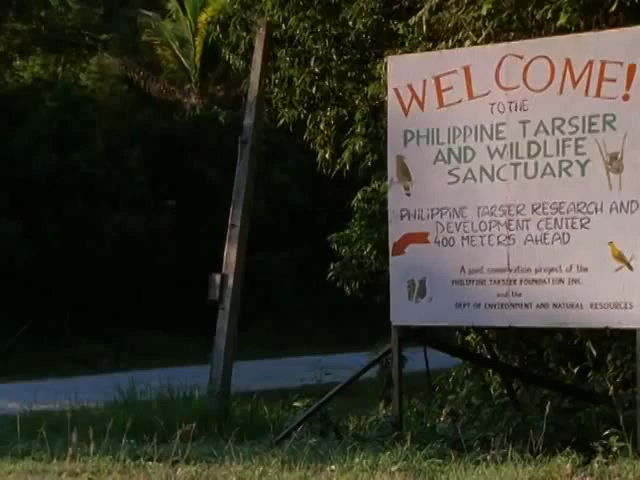 WELCOME!
TO THE
PHILIPPINE TARSIER
AND WILDLIFE
SANCTUARY
PHILIPPINE TARSIER RESEARCH AND
DEVELOPMENT CENTER
400 METERS AHEAD
A joint conservation project of the
PHILIPPINE TARSIER FOUNDATION INC.
and the
DEPT OF ENVIRONMENT AND NATURAL RESOURCES